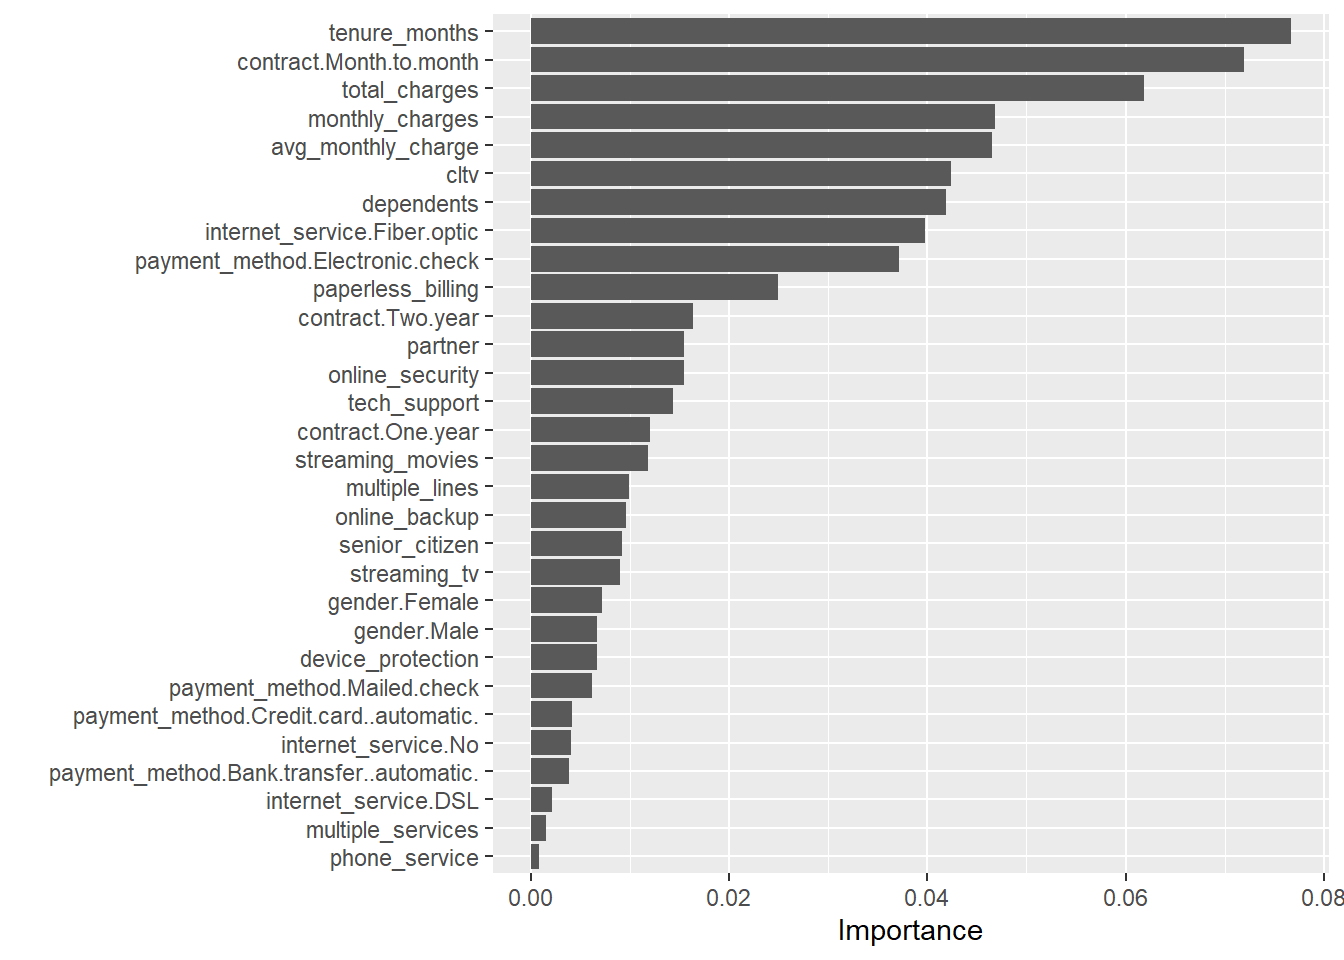 tenure_months
contract.Month.to.month
total_charges
monthly_charges
avg_monthly_charge
cltv
dependents
internet_service.Fiber.optic
payment_method.Electronic.check
paperless_billing
contract.Two.year
partner
online_security
tech_support
contract.One.year
streaming_movies
multiple_lines
online_backup
senior_citizen
streaming_tv
gender.Female
gender.Male
device_protection
payment_method.Mailed.check
payment_method.Credit.card..automatic.
internet_service.No
payment_method.Bank.transfer..automatic.
internet_service.DSL
multiple_services
phone_service
0.00 0.02 0.04 0.06 0.08
Importance